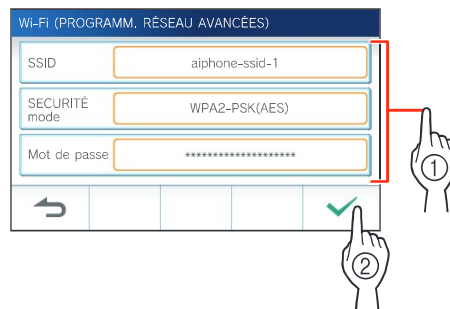 Wi-Fi (PROGRAMM. RÉSEAU AVANCÉES)
SSID
aiphone-ssid-1
SECURITÉ
mode
WPA2-PSK(AES)
Mot de passe
********************
①
②